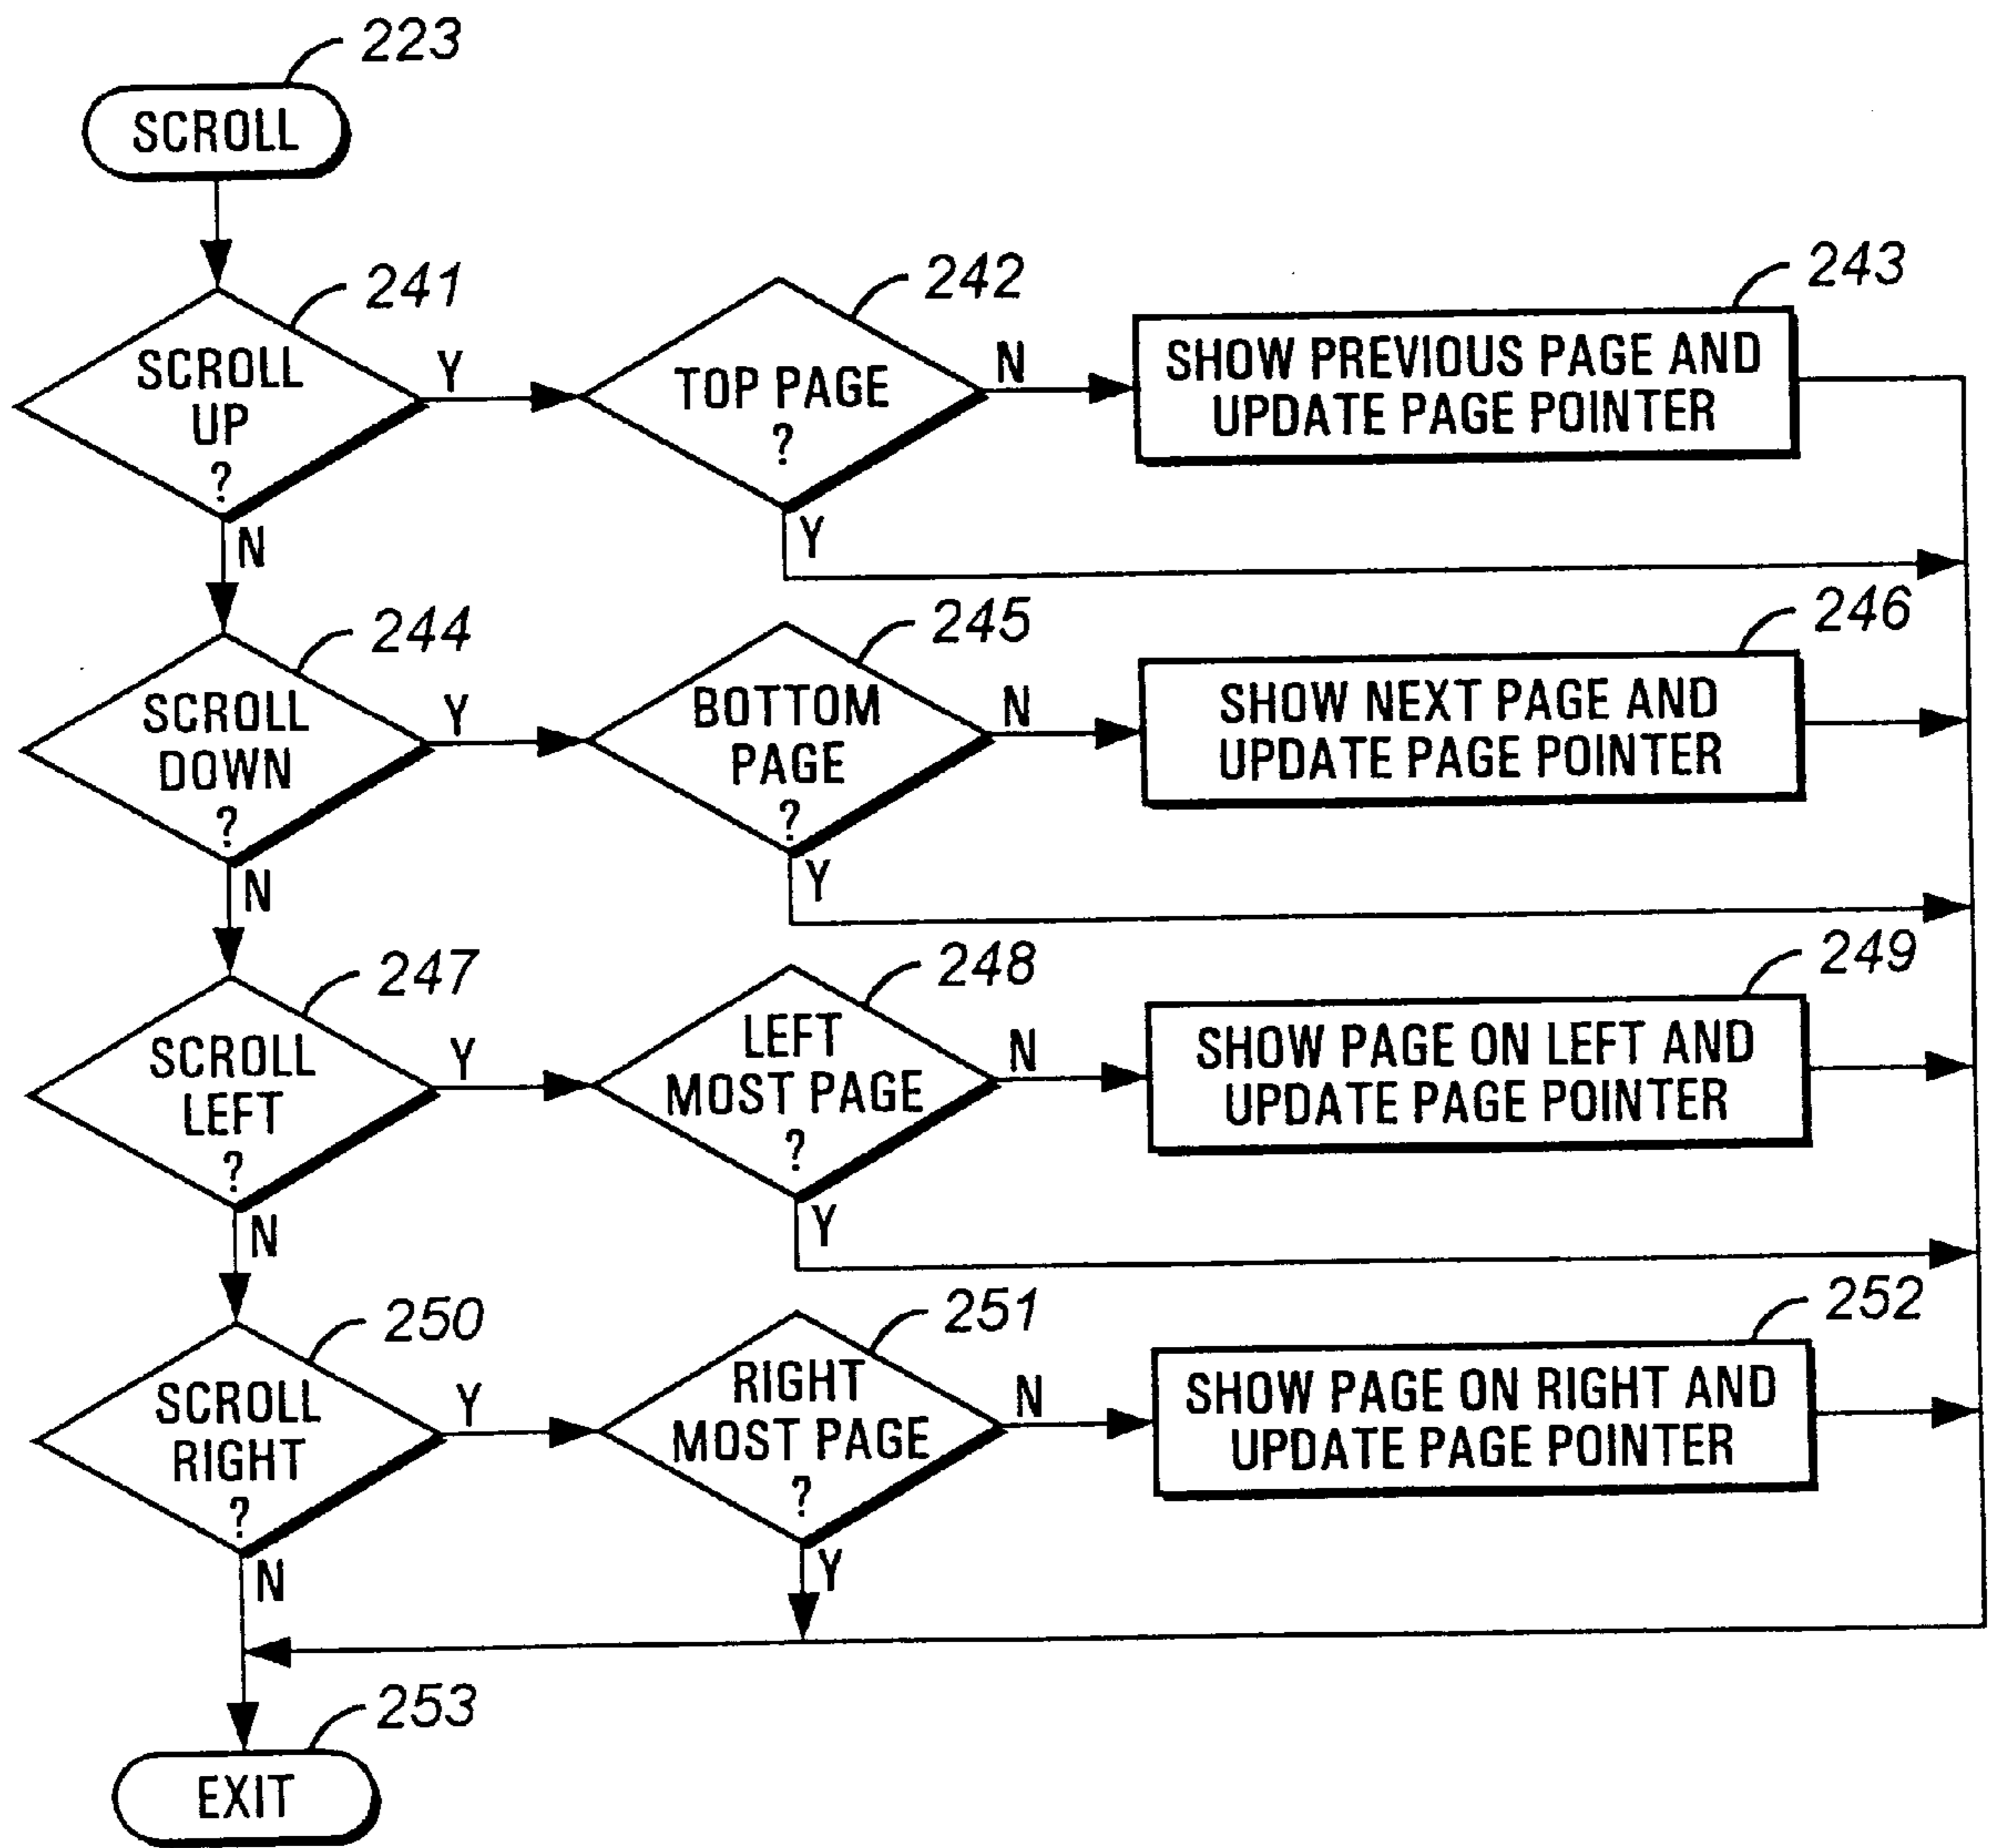 223
SCROLL
241
SCROLL
UP
?
Y
N
242
TOP PAGE
?
N
Y
243
SHOW PREVIOUS PAGE AND
UPDATE PAGE POINTER
244
SCROLL
DOWN
?
Y
N
245
BOTTOM
PAGE
?
N
Y
246
SHOW NEXT PAGE AND
UPDATE PAGE POINTER
247
SCROLL
LEFT
?
Y
N
248
LEFT
MOST PAGE
?
N
Y
249
SHOW PAGE ON LEFT AND
UPDATE PAGE POINTER
250
SCROLL
RIGHT
?
Y
N
251
RIGHT
MOST PAGE
?
N
Y
252
SHOW PAGE ON RIGHT AND
UPDATE PAGE POINTER
253
EXIT